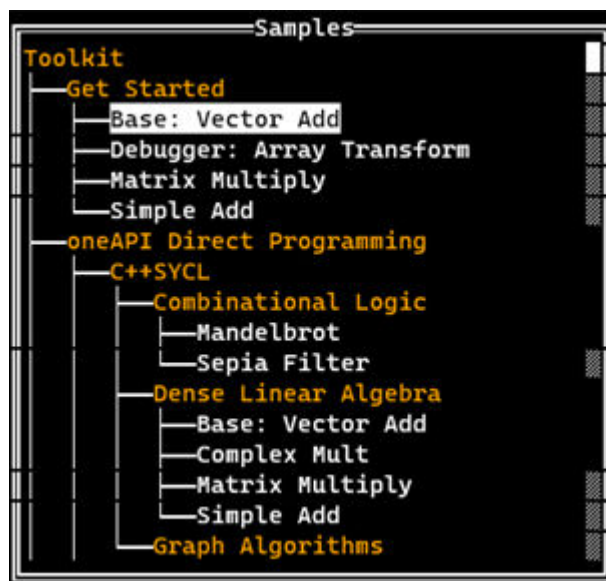 Samples
Toolkit
Get Started
Base: Vector Add
Debugger: Array Transform
Matrix Multiply
Simple Add
oneAPI Direct Programming
C++SYCL
Combinational Logic
Mandelbrot
Sepia Filter
Dense Linear Algebra
Base: Vector Add
Complex Mult
Matrix Multiply
Simple Add
Graph Algorithms